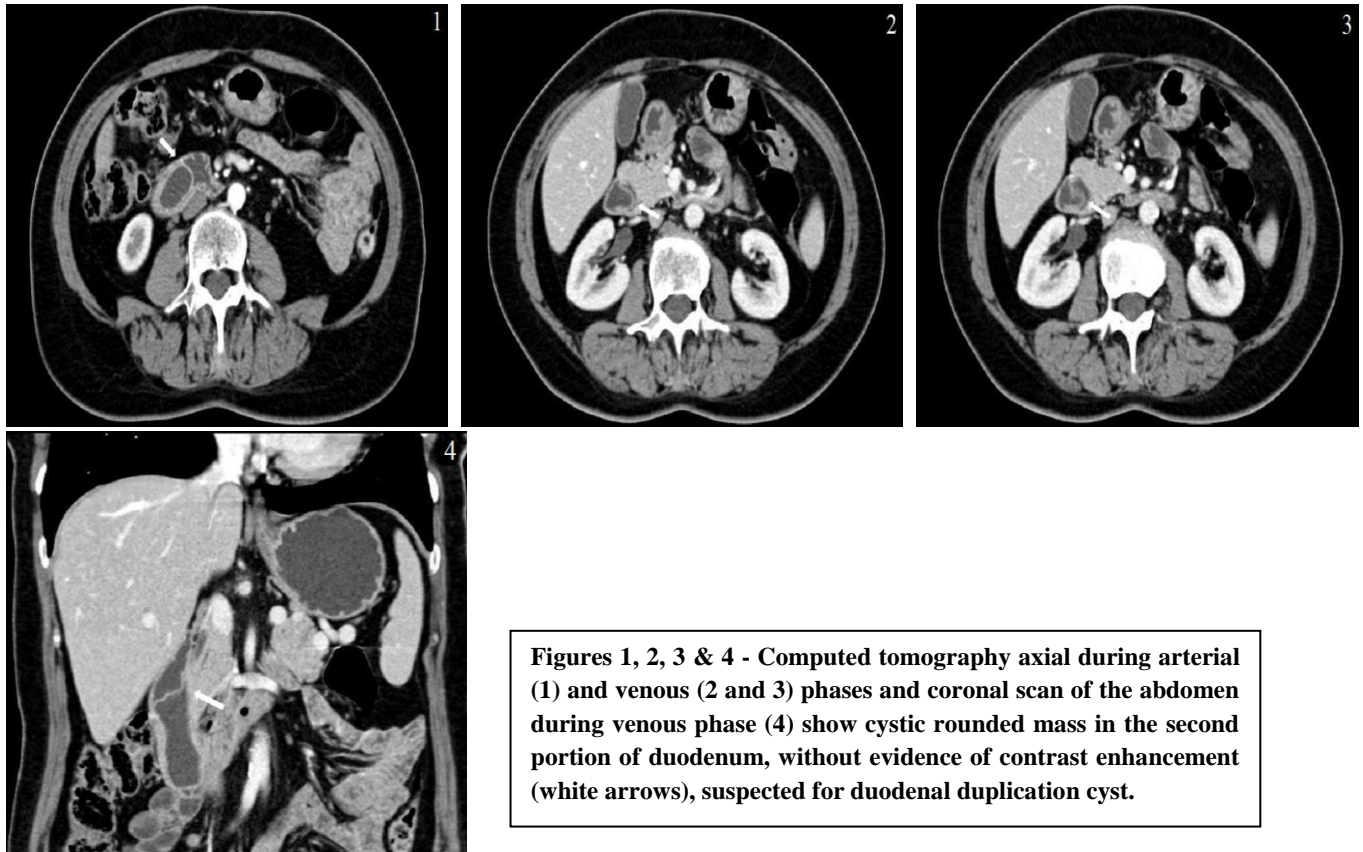 1
2
3
4
Figures 1, 2, 3 & 4 - Computed tomography axial during arterial
(1) and venous (2 and 3) phases and coronal scan of the abdomen
during venous phase (4) show cystic rounded mass in the second
portion of duodenum, without evidence of contrast enhancement
(white arrows), suspected for duodenal duplication cyst.